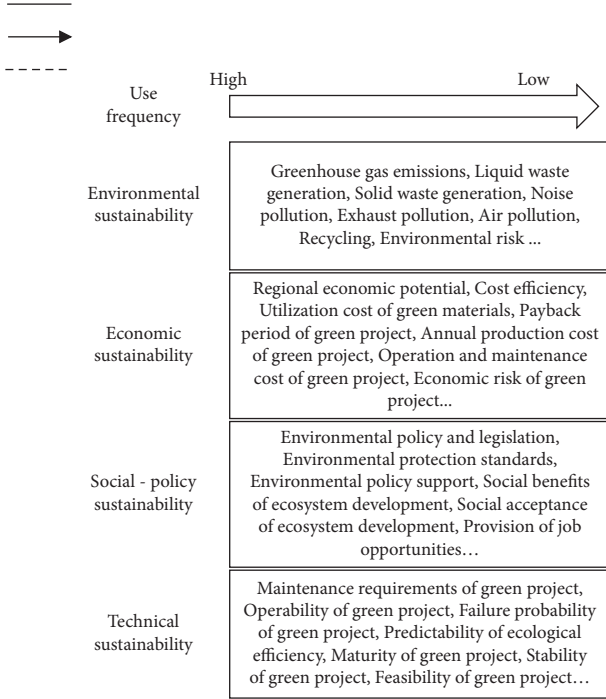 High
Low
Use
frequency
Environmental
sustainability
Greenhouse gas emissions, Liquid waste
generation, Solid waste generation, Noise
pollution, Exhaust pollution, Air pollution,
Recycling, Environmental risk ...
Economic
sustainability
Regional economic potential, Cost efficiency,
Utilization cost of green materials, Payback
period of green project, Annual production cost
of green project, Operation and maintenance
cost of green project, Economic risk of green
project...
Social - policy
sustainability
Environmental policy and legislation,
Environmental protection standards,
Environmental policy support, Social benefits
of ecosystem development, Social acceptance
of ecosystem development, Provision of job
opportunities…
Technical
sustainability
Maintenance requirements of green project,
Operability of green project, Failure probability
of green project, Predictability of ecological
efficiency, Maturity of green project, Stability
of green project, Feasibility of green project…